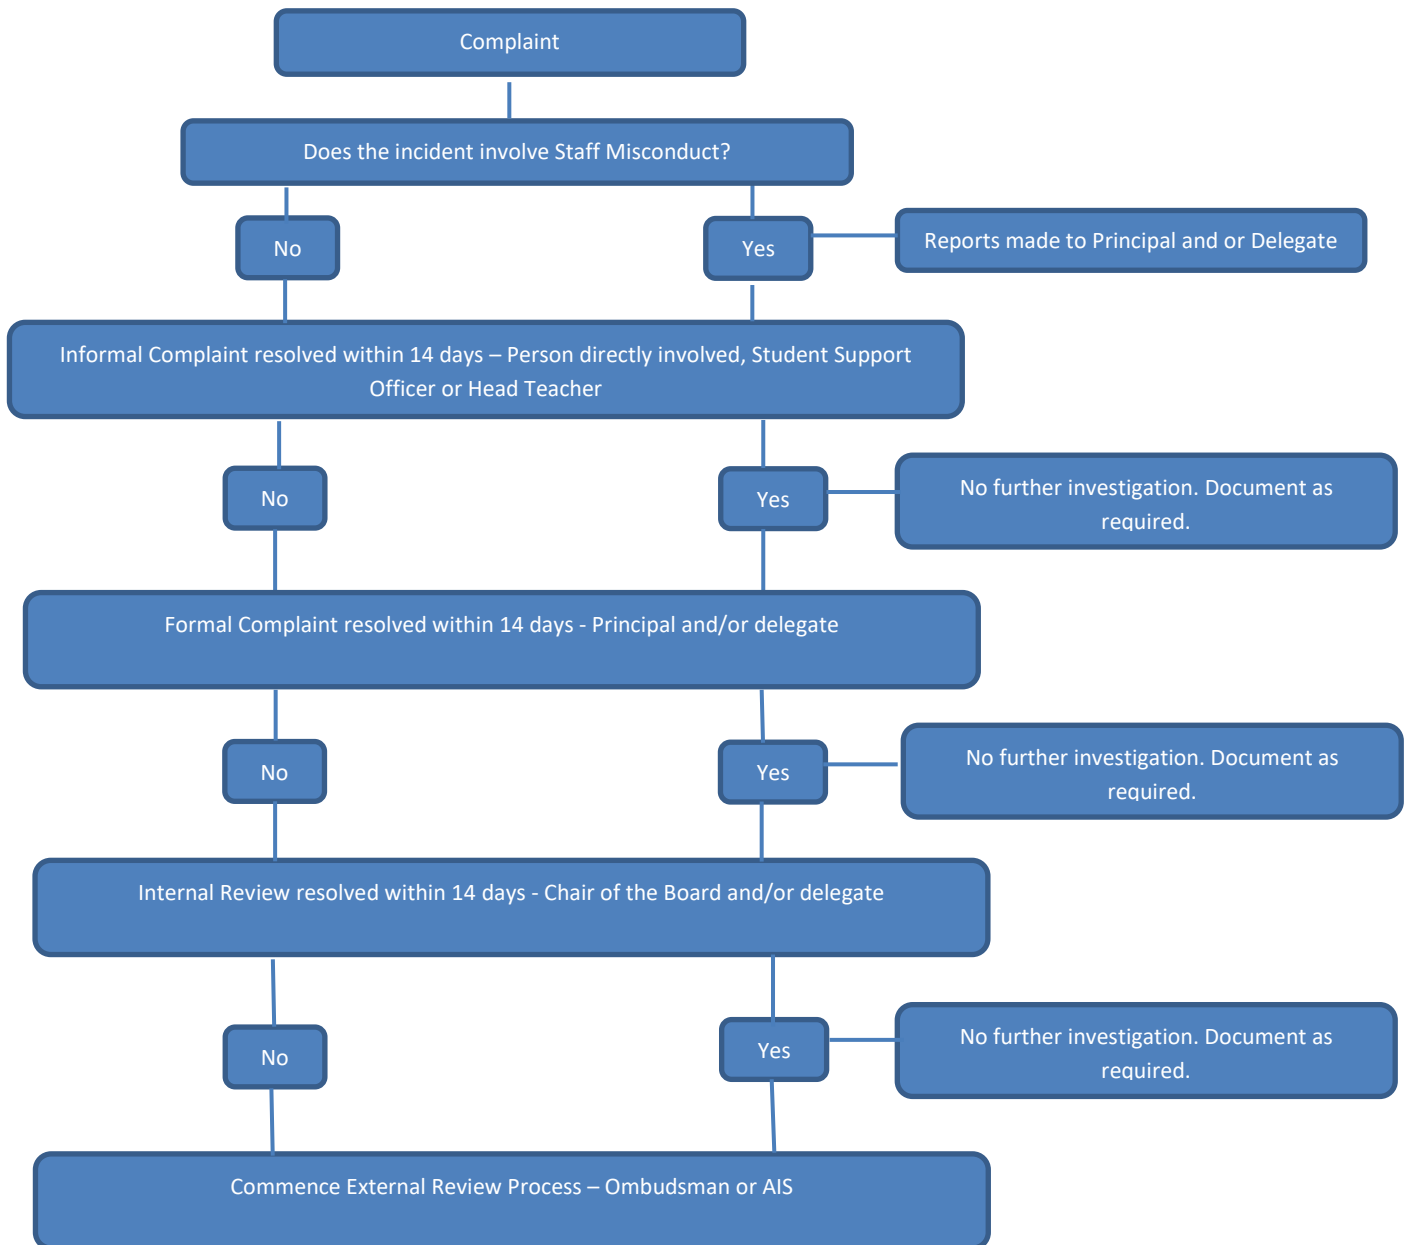 Complaint
Does the incident involve Staff Misconduct?
No
Yes
Reports made to Principal and or Delegate
Informal Complaint resolved within 14 days – Person directly involved, Student Support
Officer or Head Teacher
No
Yes
No further investigation. Document as
required.
Formal Complaint resolved within 14 days - Principal and/or delegate
No
Yes
No further investigation. Document as
required.
Internal Review resolved within 14 days - Chair of the Board and/or delegate
No
Yes
No further investigation. Document as
required.
Commence External Review Process – Ombudsman or AIS